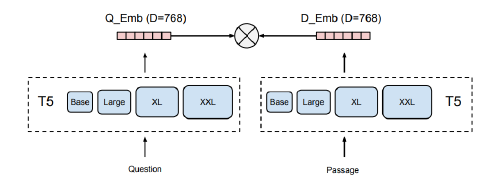 Q_Emb (D=768) D_Emb (D=768)
T5 Base Large XL XXL Base Large XL XXL T5
Question Passage